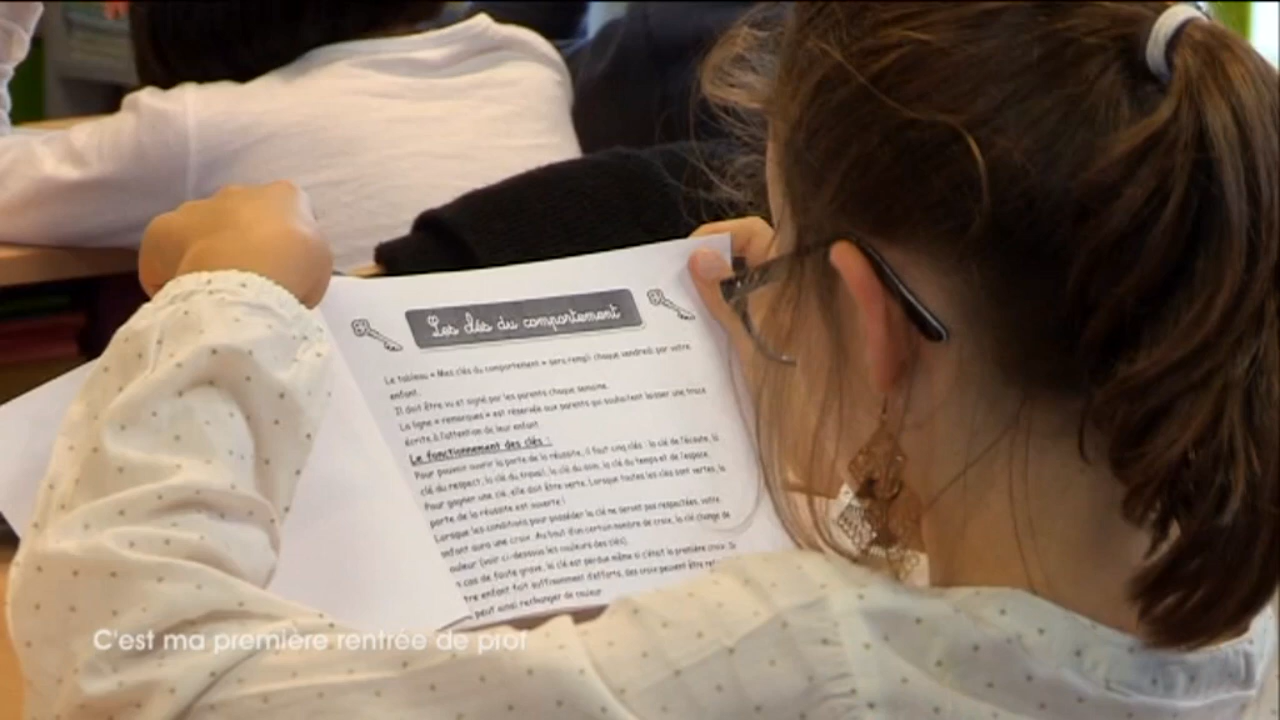 Les clés du comportement
Le tableau « Mes clés du comportement » sera rempli chaque vendredi par votre
enfant.
Il doit être vu et signé par les parents chaque semaine.
La ligne « remarques » est réservée aux parents qui souhaitent laisser une trace
écrite à l'attention de leur enfant
Le fonctionnement des clés :
Pour pouvoir ouvrir la porte de la réussite, il faut cinq clés : la clé de l'écoute, la
clé du respect, la clé du travail, la clé du soin, la clé du temps et de l'espace.
Pour gagner une clé, elle doit être verte. Lorsque toutes les clés sont vertes, la
porte de la réussite est ouverte !
Lorsque les conditions pour posséder la clé ne seront pas respectées, votre
enfant aura une croix. Au bout d'un certain nombre de croix, la clé change de
ouleur (voir ci-dessous les couleurs des clés).
s cas de faute grave, la clé est perdue même si c'était la première croix. Si
tre enfant fait suffisamment d'efforts, des croix peuvent être
peut ainsi rechanger de couleur
C'est ma première rentrée de prof